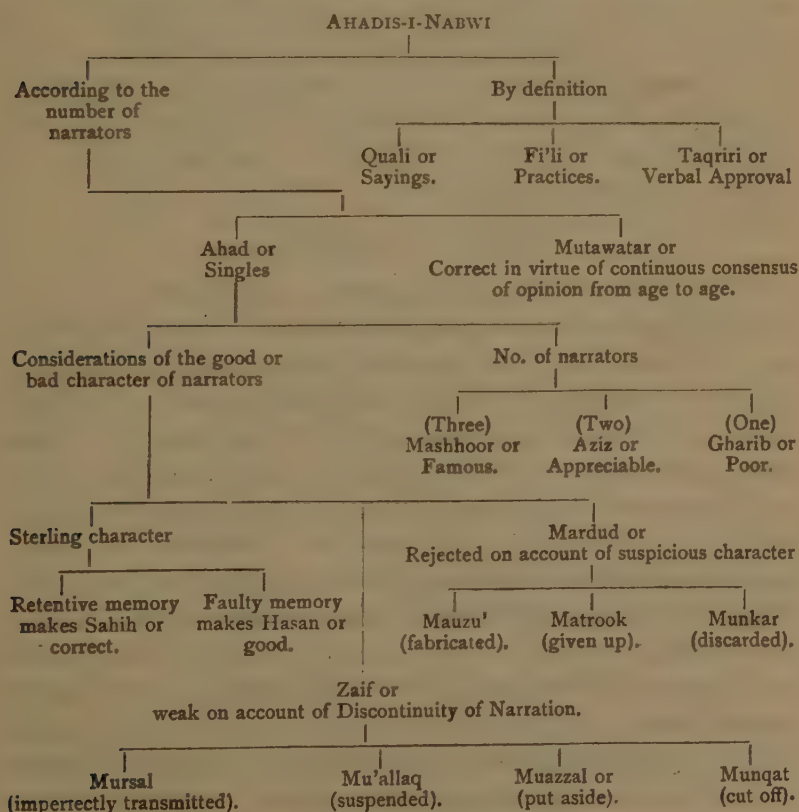 AHADIS-I-NABWI
According to the
number of
narrators
By definition
Quali or
Sayings.
Fi'li or
Practices.
Taqriri or
Verbal Approval
Ahad or
Singles
Mutawatar or
Correct in virtue of continuous consensus
of opinion from age to age.
Considerations of the good or
bad character of narrators
No. of narrators
(Three)
Mashhoor or
Famous.
(Two)
Aziz or
Appreciable.
(One)
Gharib or
Poor.
Sterling character
Mardud or
Rejected on account of suspicious character
Retentive memory
makes Sahih or
correct.
Faulty memory
makes Hasan or
good.
Mauzu'
(fabricated).
Matrook
(given up).
Munkar
(discarded).
Zaif or
weak on account of Discontinuity of Narration.
Mursal
(imperfectly transmitted).
Mu'allaq
(suspended).
Muazzal or
(put aside).
Munqat
(cut off).